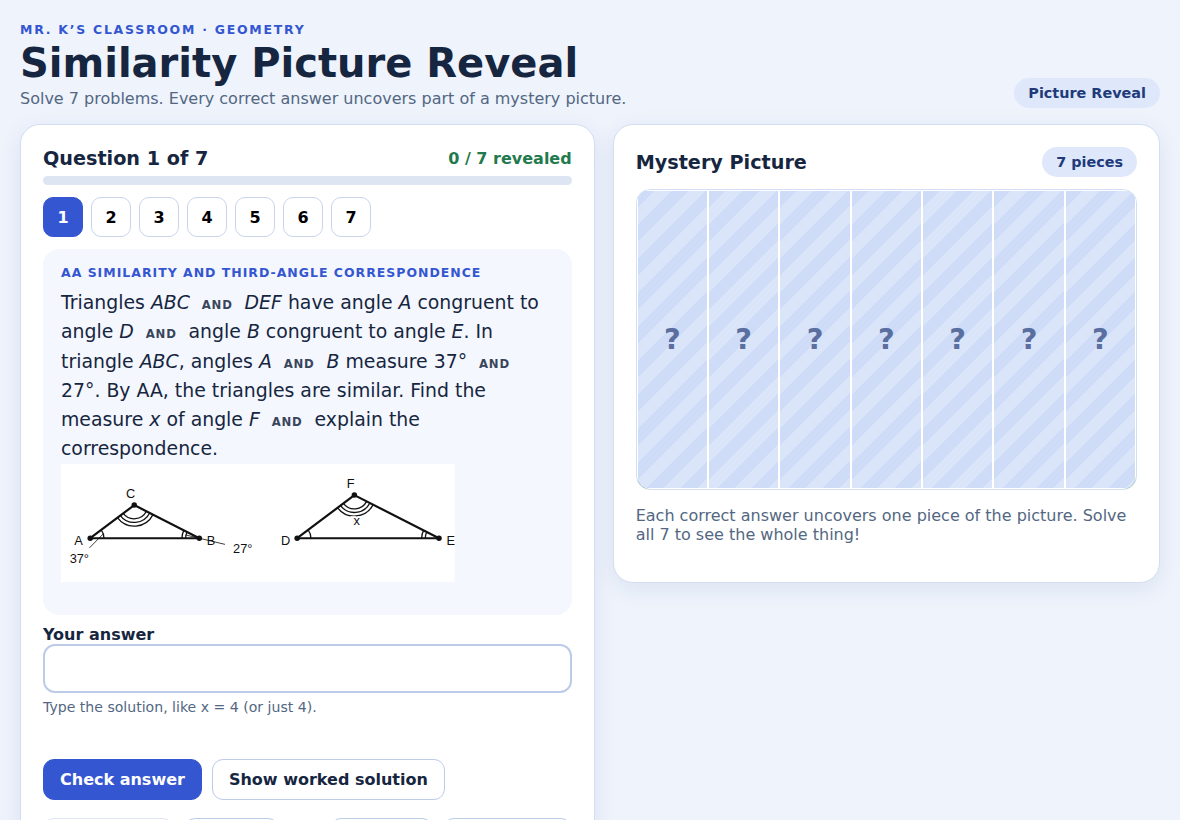 MR. K’S CLASSROOM · GEOMETRY
Similarity Picture Reveal
Solve 7 problems. Every correct answer uncovers part of a mystery picture.
Picture Reveal
Question 1 of 7
0 / 7 revealed
1 2 3 4 5 6 7
AA SIMILARITY AND THIRD-ANGLE CORRESPONDENCE
Triangles ABC AND DEF have angle A congruent to
angle D AND angle B congruent to angle E. In
triangle ABC, angles A AND B measure 37° AND
27°. By AA, the triangles are similar. Find the
measure x of angle F AND explain the
correspondence.
C
A
B
37°
27°
F
x
D
E
Your answer
Type the solution, like x = 4 (or just 4).
Check answer
Show worked solution
Mystery Picture
7 pieces
? ? ? ? ? ? ?
Each correct answer uncovers one piece of the picture. Solve
all 7 to see the whole thing!